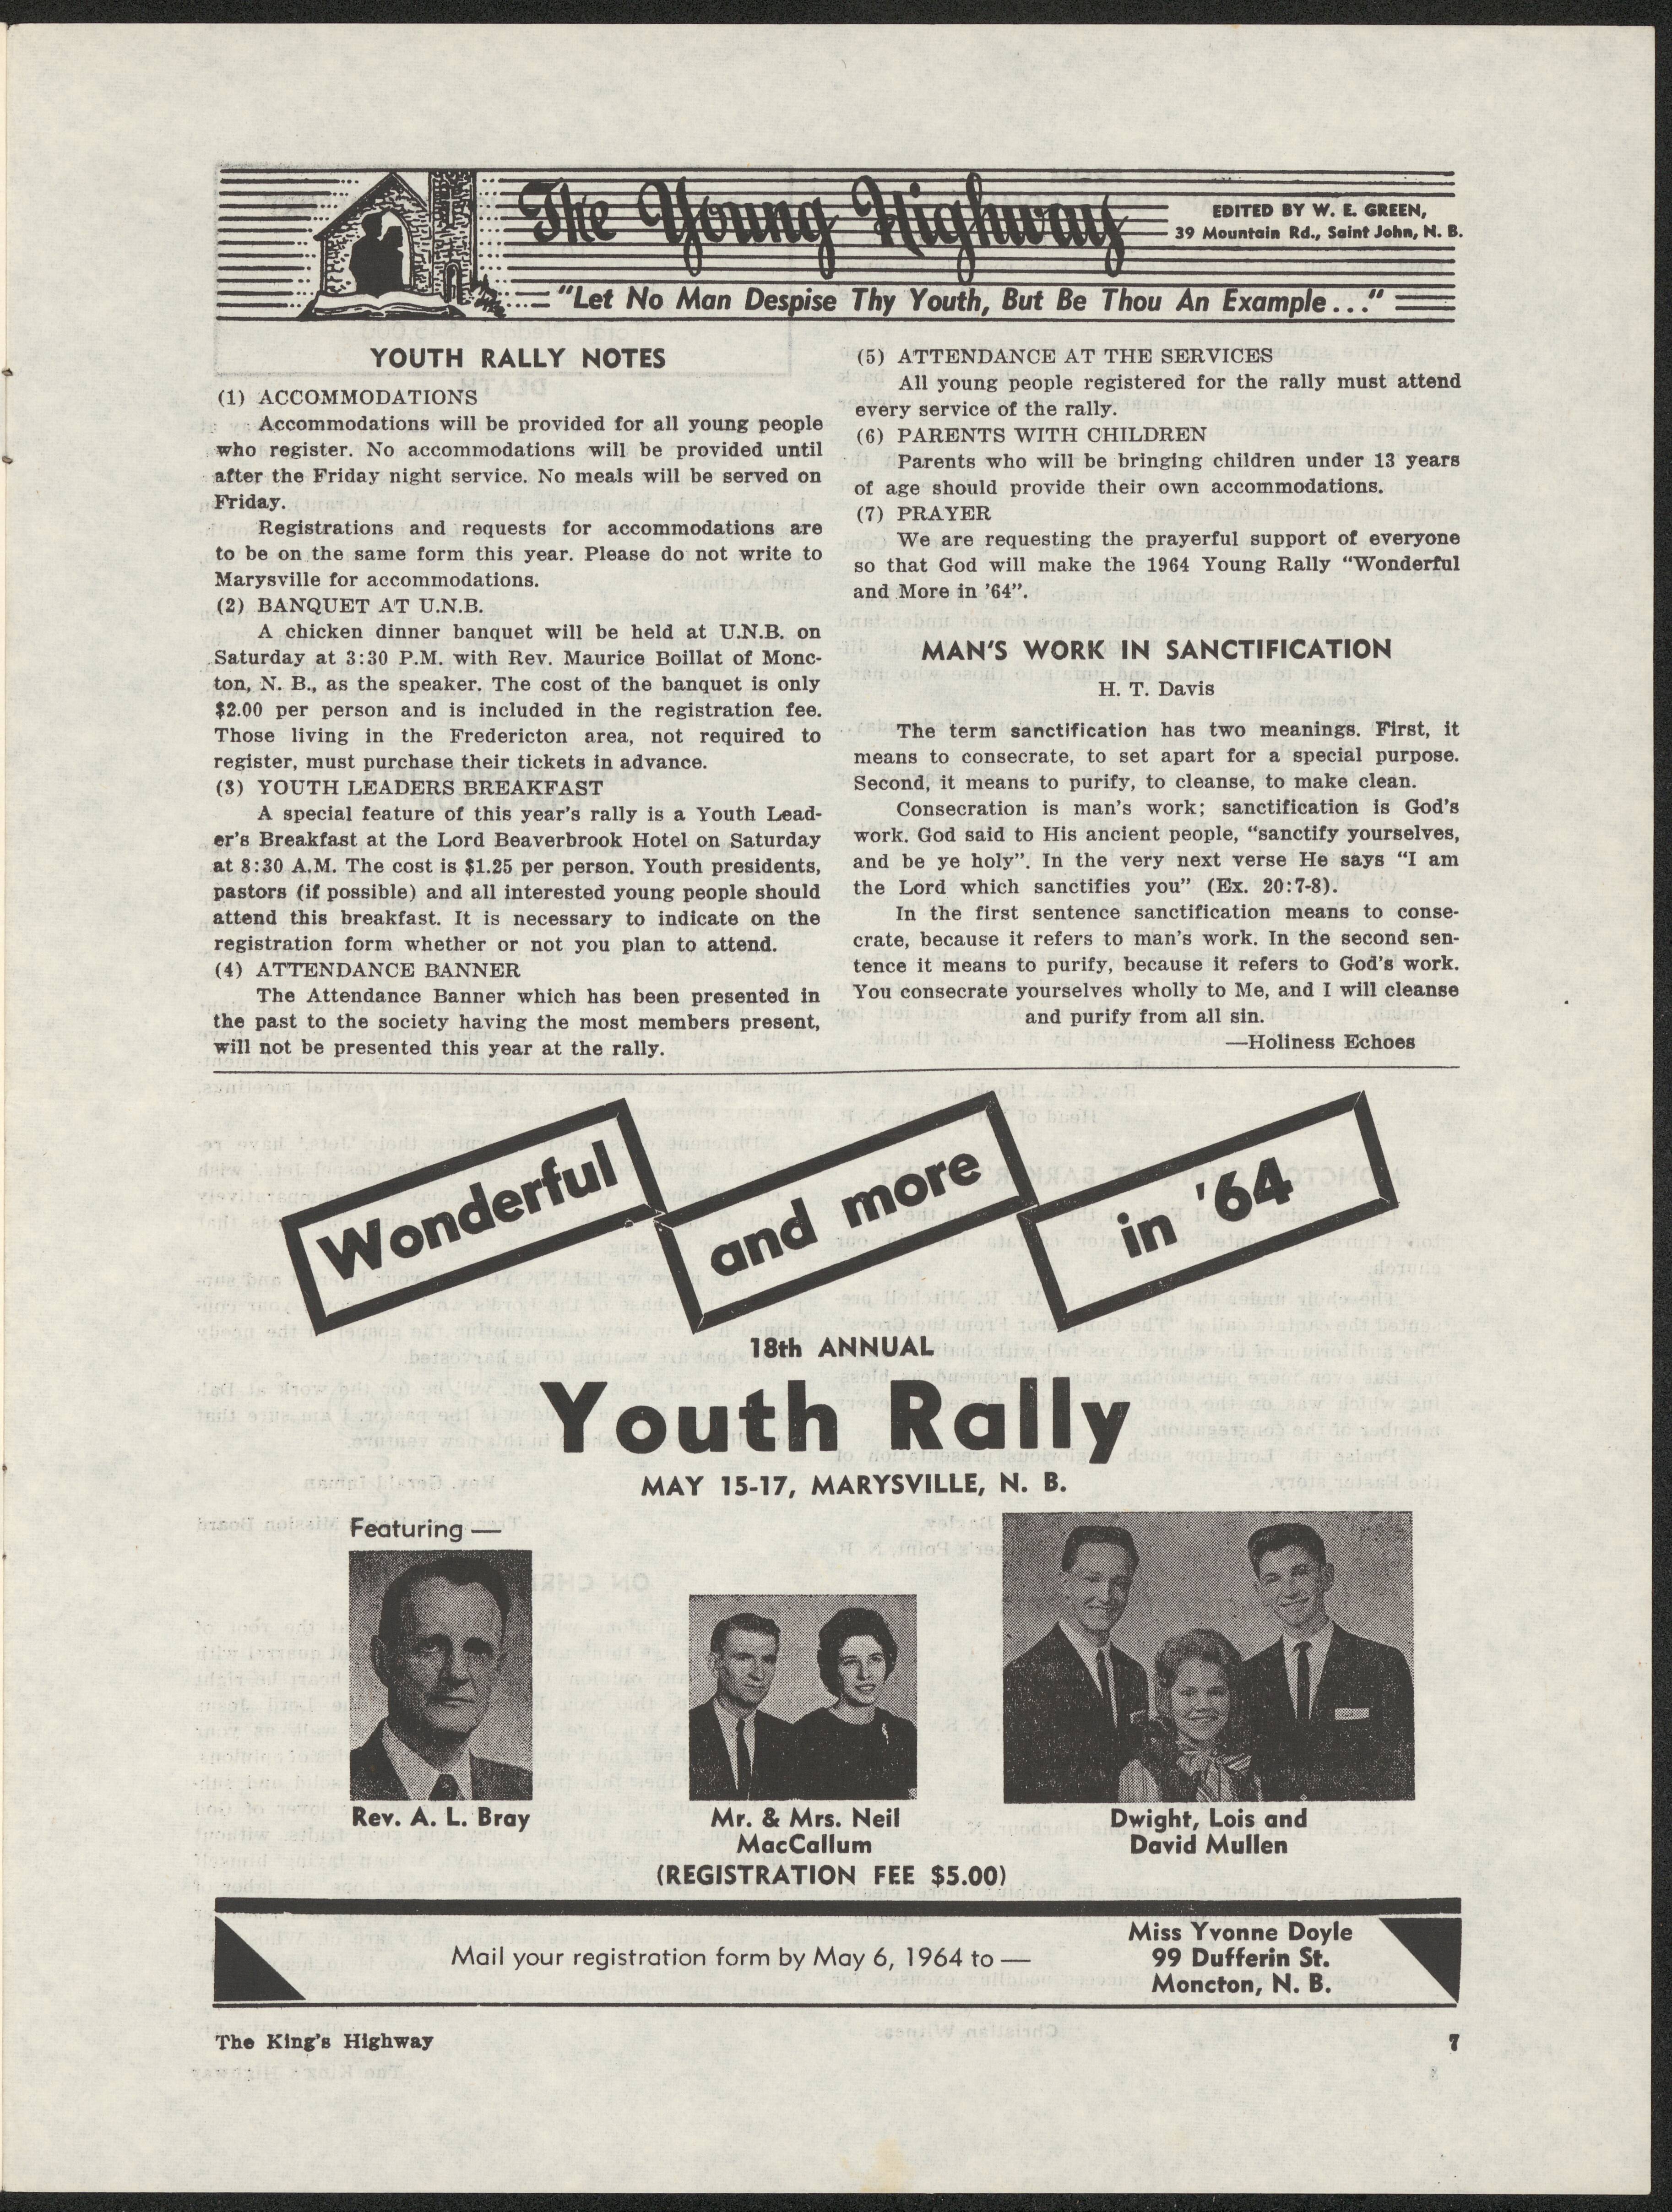 The Young Highway
EDITED BY W. E. GREEN,
39 Mountain Rd., Saint John, N. B.
"Let No Man Despise Thy Youth, But Be Thou An Example..."
YOUTH RALLY NOTES
(1) ACCOMMODATIONS
Accommodations will be provided for all young people
who register. No accommodations will be provided until
after the Friday night service. No meals will be served on
Friday.
Registrations and requests for accommodations are
to be on the same form this year. Please do not write to
Marysville for accommodations.
(2) BANQUET AT U.N.B.
A chicken dinner banquet will be held at U.N.B. on
Saturday at 3:30 P.M. with Rev. Maurice Boillat of Monc-
ton, N. B., as the speaker. The cost of the banquet is only
$2.00 per person and is included in the registration fee.
Those living in the Fredericton area, not required to
register, must purchase their tickets in advance.
(3) YOUTH LEADERS BREAKFAST
A special feature of this year's rally is a Youth Lead-
er's Breakfast at the Lord Beaverbrook Hotel on Saturday
at 8:30 A.M. The cost is $1.25 per person. Youth presidents,
pastors (if possible) and all interested young people should
attend this breakfast. It is necessary to indicate on the
registration form whether or not you plan to attend.
(4) ATTENDANCE BANNER
The Attendance Banner which has been presented in
the past to the society having the most members present,
will not be presented this year at the rally.
(5) ATTENDANCE AT THE SERVICES
All young people registered for the rally must attend
every service of the rally.
(6) PARENTS WITH CHILDREN
Parents who will be bringing children under 13 years
of age should provide their own accommodations.
(7) PRAYER
We are requesting the prayerful support of everyone
so that God will make the 1964 Young Rally "Wonderful
and More in '64".
MAN'S WORK IN SANCTIFICATION
H. T. Davis
The term sanctification has two meanings. First, it
means to consecrate, to set apart for a special purpose.
Second, it means to purify, to cleanse, to make clean.
Consecration is man's work; sanctification is God's
work. God said to His ancient people, "sanctify yourselves,
and be ye holy". In the very next verse He says "I am
the Lord which sanctifies you" (Ex. 20:7-8).
In the first sentence sanctification means to conse-
crate, because it refers to man's work. In the second sen-
tence it means to purify, because it refers to God's work.
You consecrate yourselves wholly to Me, and I will cleanse
and purify from all sin.
—Holiness Echoes
Wonderful
and more
in '64
18th ANNUAL
Youth Rally
MAY 15-17, MARYSVILLE, N. B.
Featuring —
Rev. A. L. Bray
Mr. & Mrs. Neil
MacCallum
Dwight, Lois and
David Mullen
(REGISTRATION FEE $5.00)
Mail your registration form by May 6, 1964 to —
Miss Yvonne Doyle
99 Dufferin St.
Moncton, N. B.
The King's Highway
7